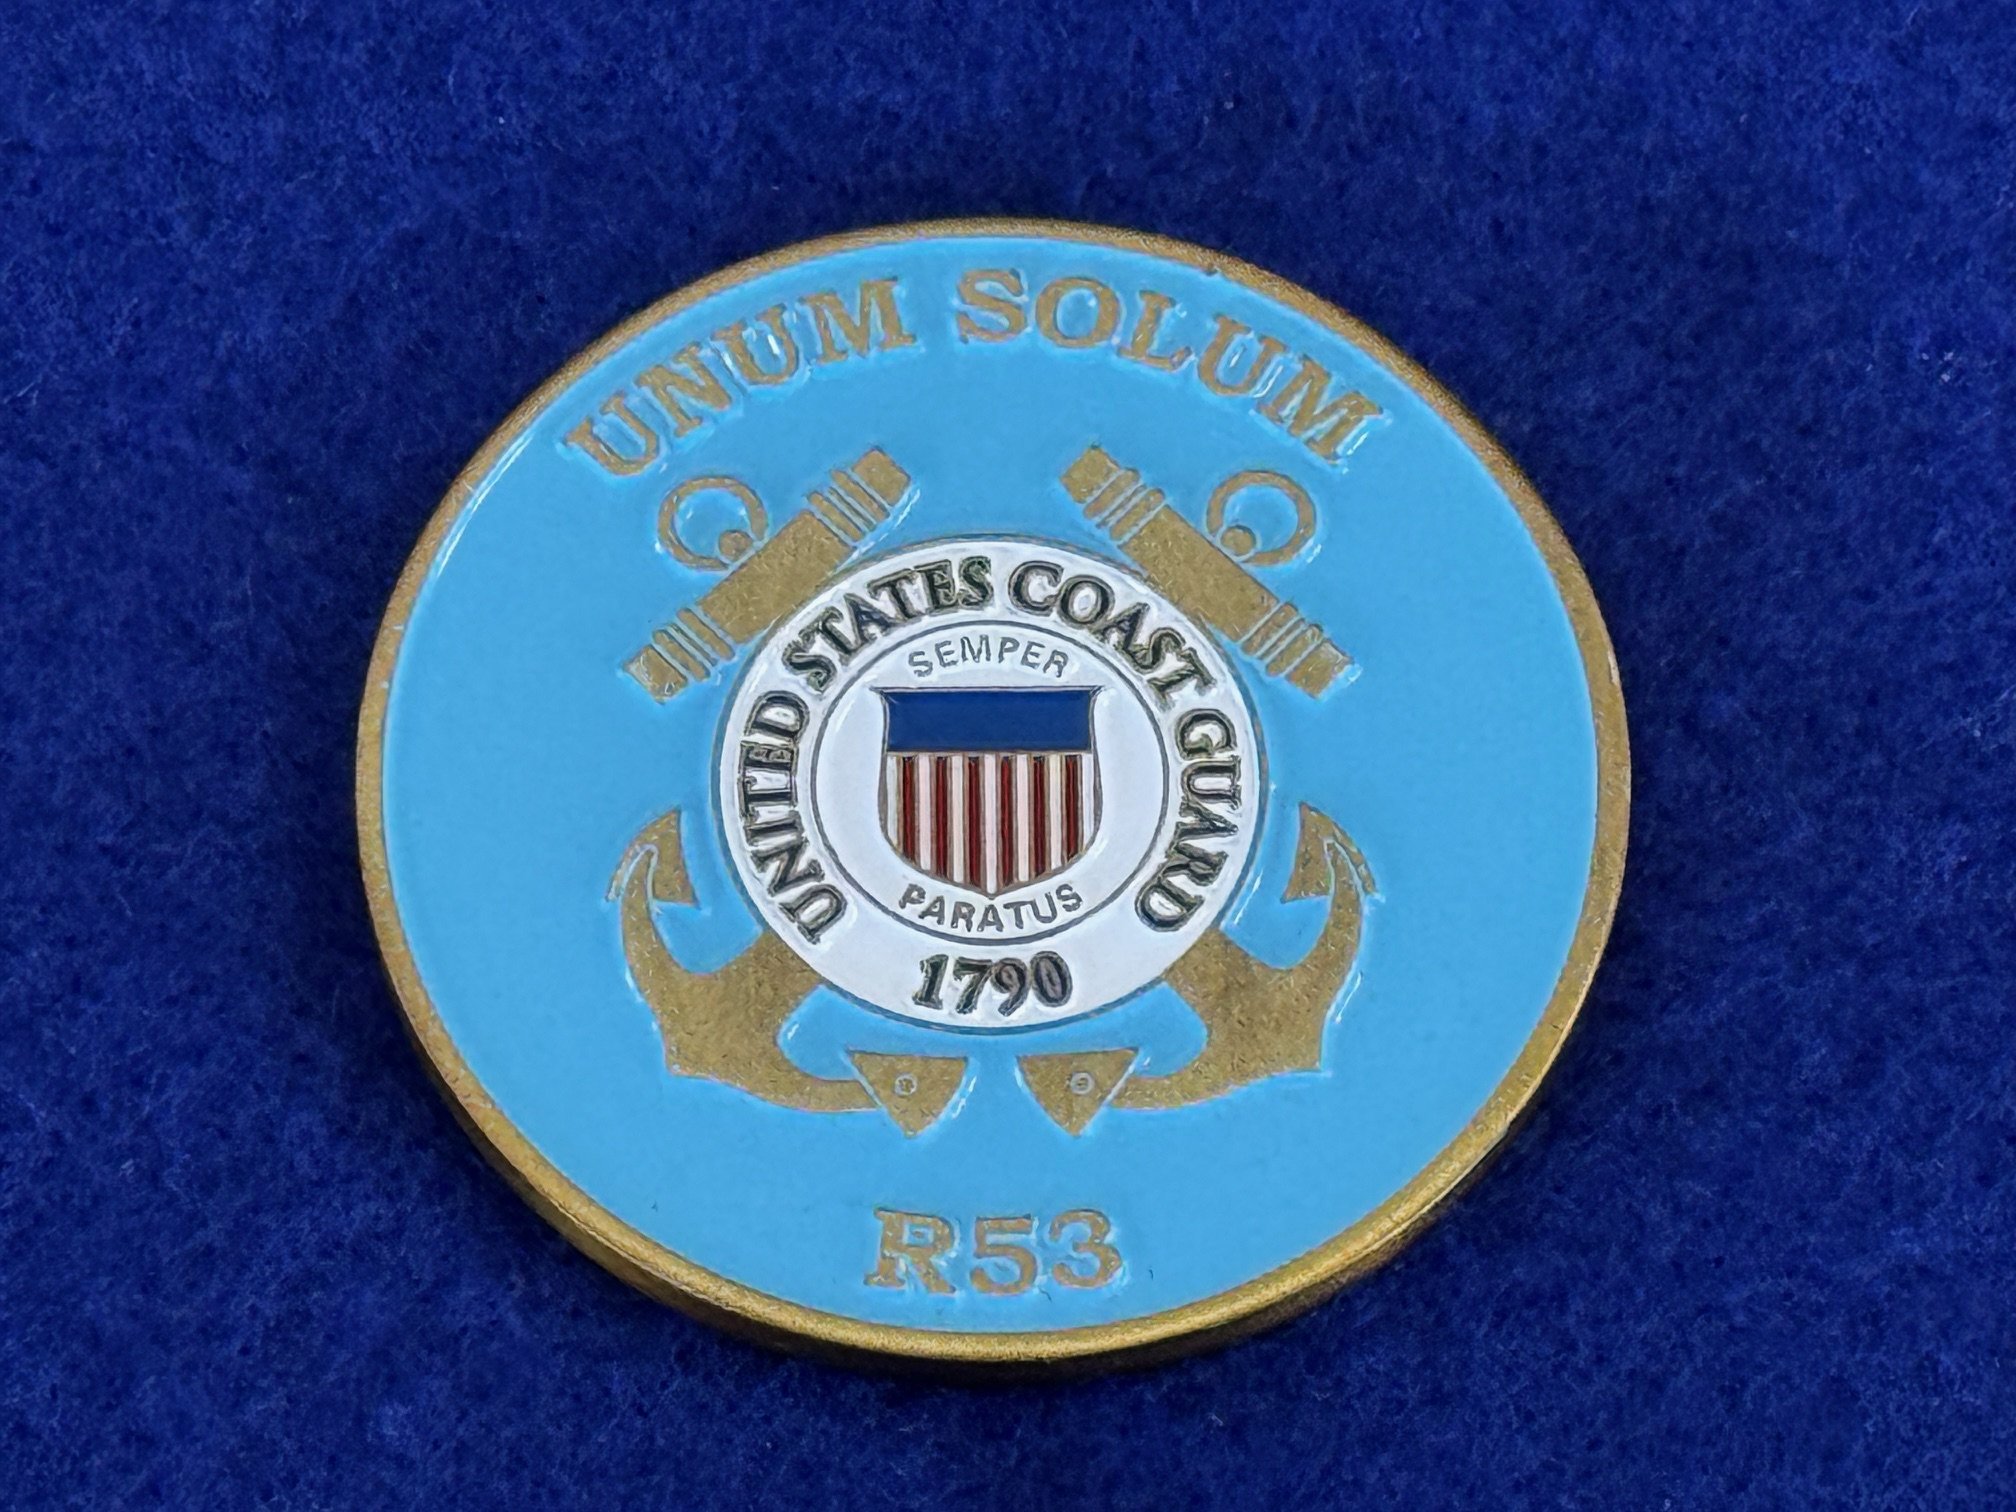 UNUM SOLUM
UNITED STATES COAST GUARD
SEMPER
PARATUS
1790
R53